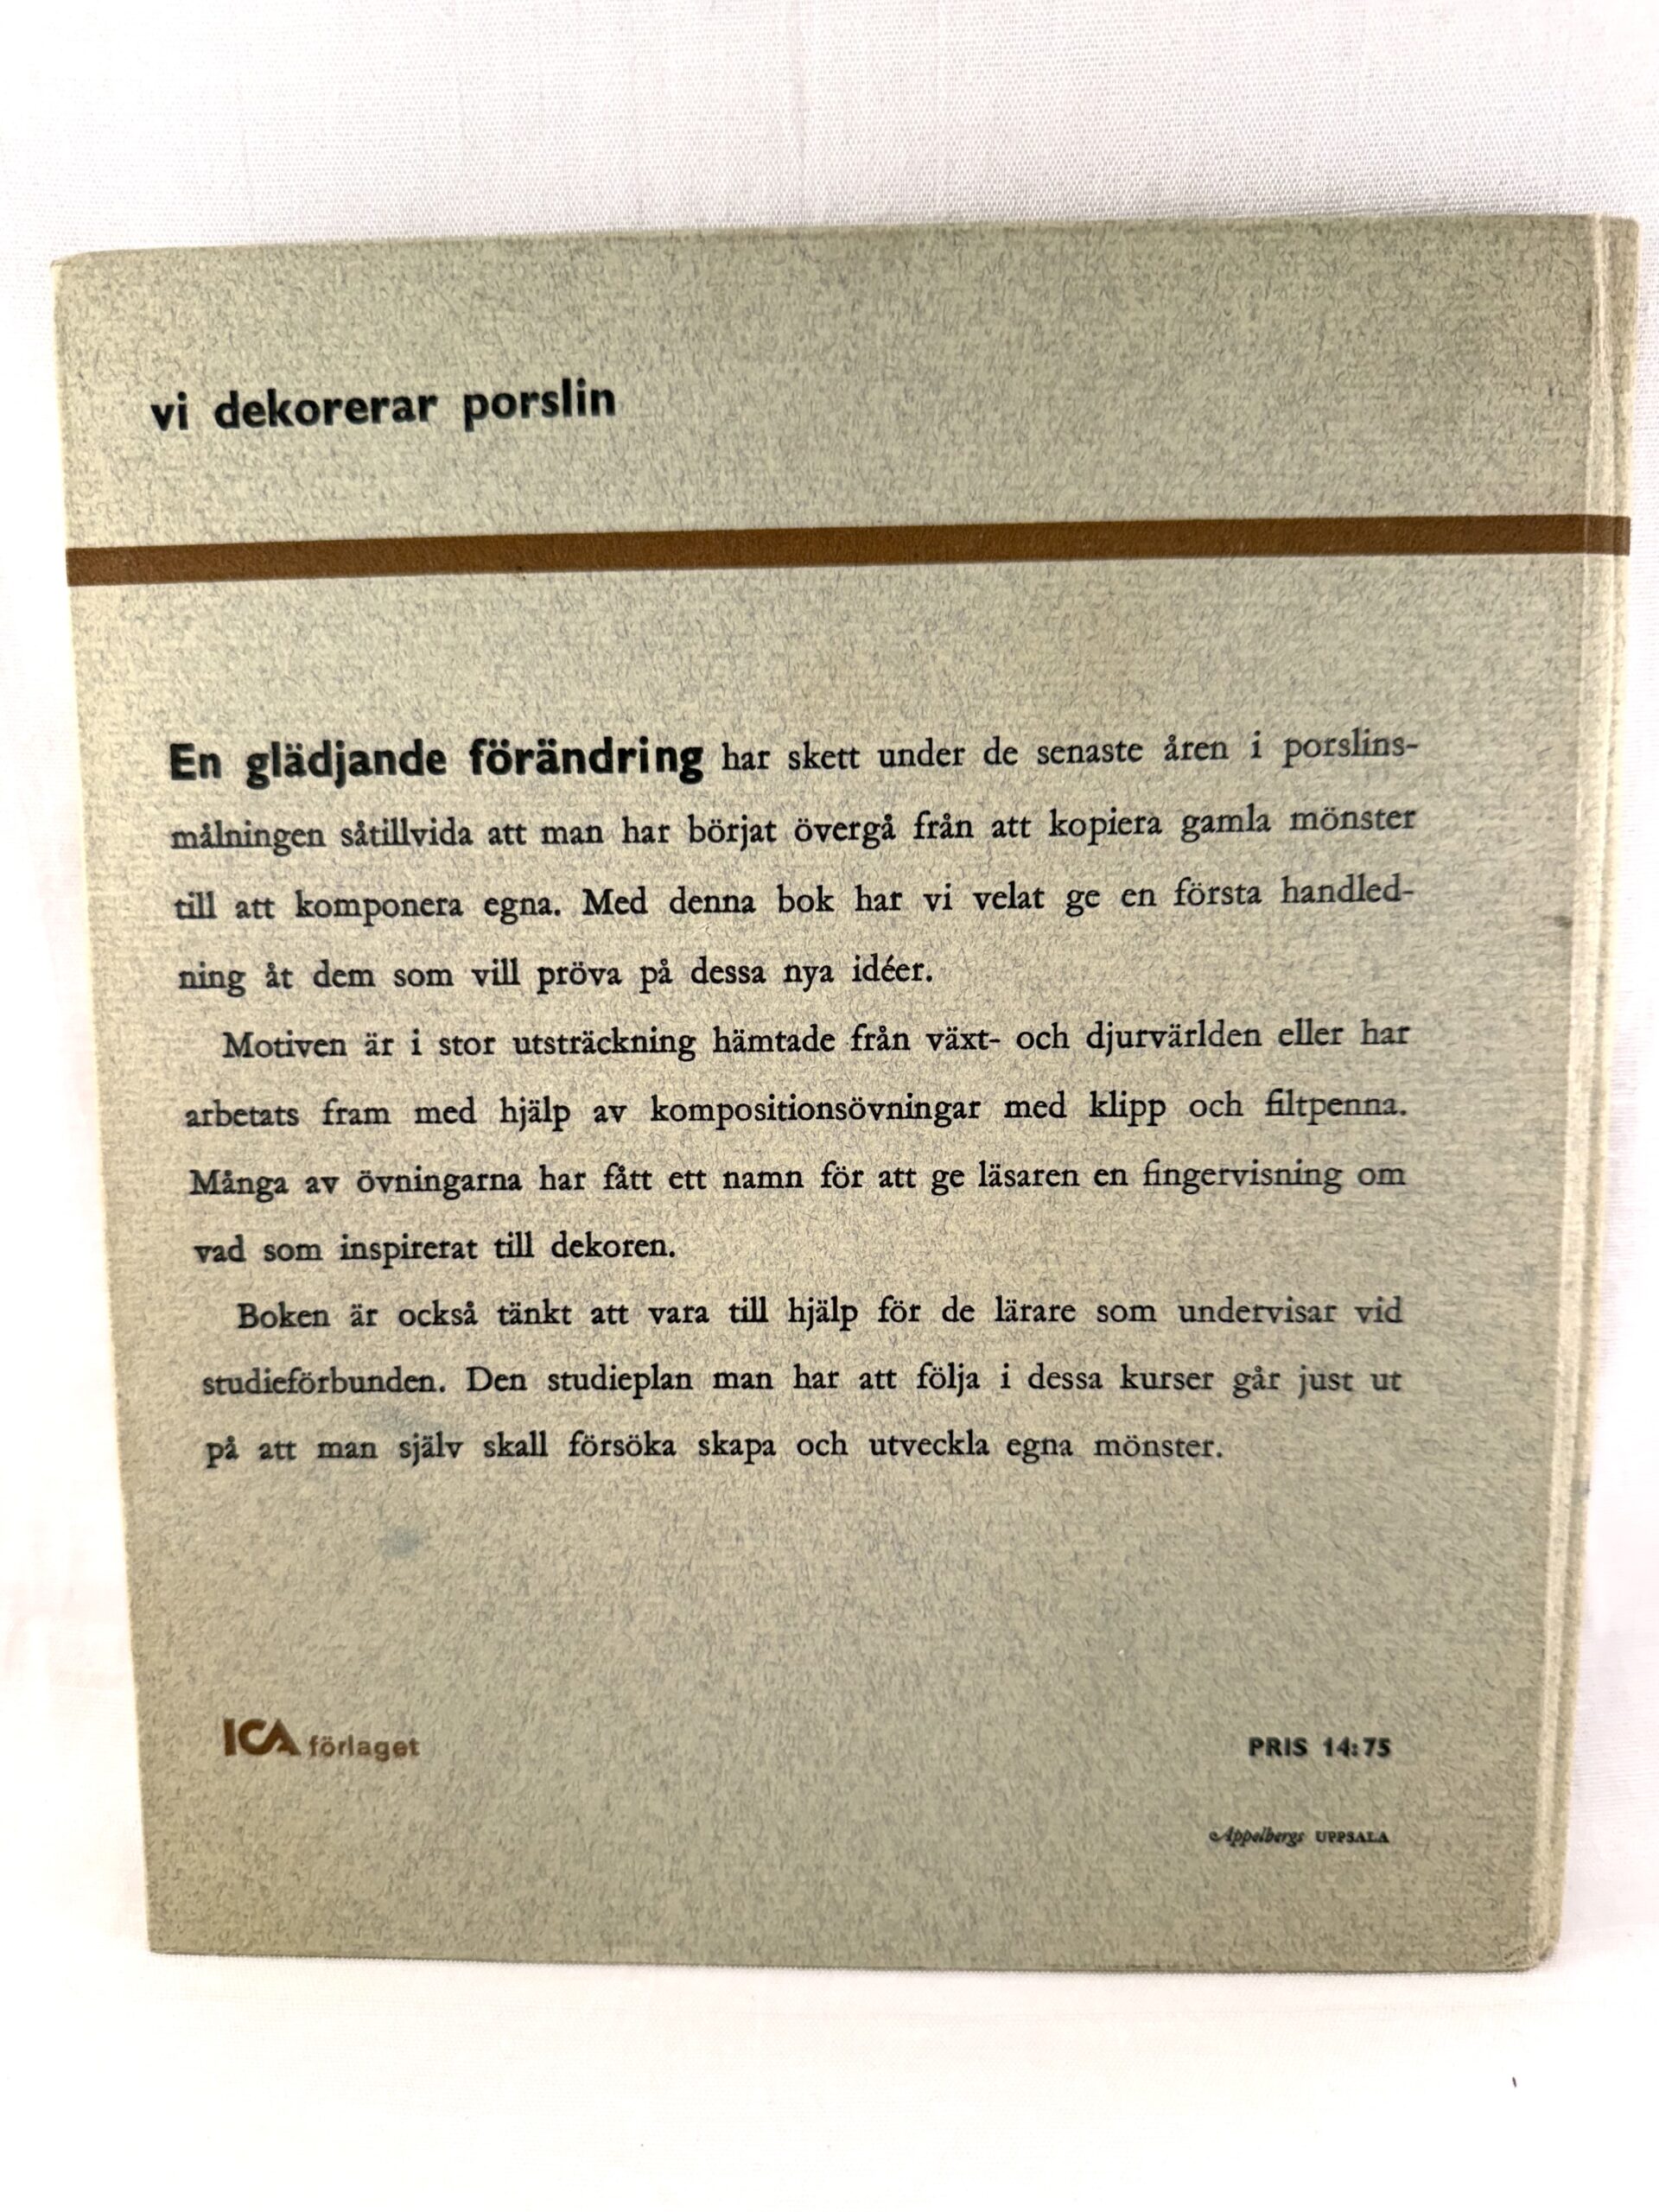 vi dekorerar porslin
En glädjande förändring har skett under de senaste åren i porslins-
målningen såtillvida att man har börjat övergå från att kopiera gamla mönster
till att komponera egna. Med denna bok har vi velat ge en första handled-
ning åt dem som vill pröva på dessa nya idéer.
Motiven är i stor utsträckning hämtade från växt- och djurvärlden eller har
arbetats fram med hjälp av kompositionsövningar med klipp och filtpenna.
Många av övningarna har fått ett namn för att ge läsaren en fingervisning om
vad som inspirerat till dekoren.
Boken är också tänkt att vara till hjälp för de lärare som undervisar vid
studieförbunden. Den studieplan man har att följa i dessa kurser går just ut
på att man själv skall försöka skapa och utveckla egna mönster.
ICA förlaget
PRIS 14:75
Appelbergs UPPSALA